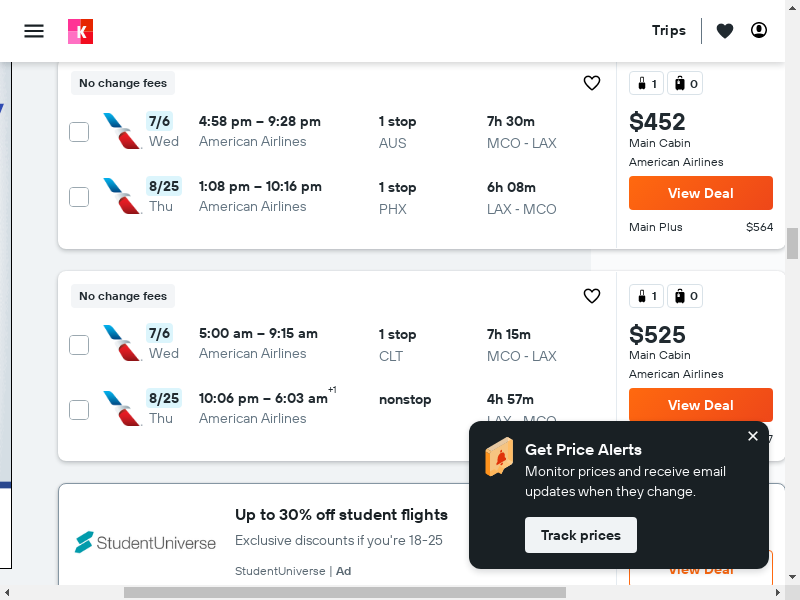 K
Trips
No change fees
1
0
7/6
4:58 pm – 9:28 pm
1 stop
7h 30m
$452
Wed
American Airlines
AUS
MCO - LAX
Main Cabin
American Airlines
8/25
1:08 pm – 10:16 pm
1 stop
6h 08m
View Deal
Thu
American Airlines
PHX
LAX - MCO
Main Plus
$564
No change fees
1
0
7/6
5:00 am – 9:15 am
1 stop
7h 15m
$525
Wed
American Airlines
CLT
MCO - LAX
Main Cabin
American Airlines
8/25
10:06 pm – 6:03 am+1
nonstop
4h 57m
View Deal
Thu
American Airlines
LAX - MCO
7
Get Price Alerts
Monitor prices and receive email
updates when they change.
Track prices
StudentUniverse
Up to 30% off student flights
Exclusive discounts if you're 18-25
StudentUniverse | Ad
View Deal